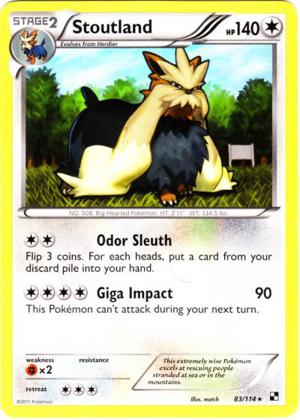 STAGE2 Stoutland HP 140
Evolves from Herdier
NO. 508 Big-Hearted Pokémon HT. 3'11" WT. 134.5 lbs.
Odor Sleuth
Flip 3 coins. For each heads, put a card from your
discard pile into your hand.
Giga Impact 90
This Pokémon can't attack during your next turn.
weakness resistance
×2
retreat
This extremely wise Pokémon
excels at rescuing people
stranded at sea or in the
mountains.
©2011 Pokémon
Illus. match 83/114